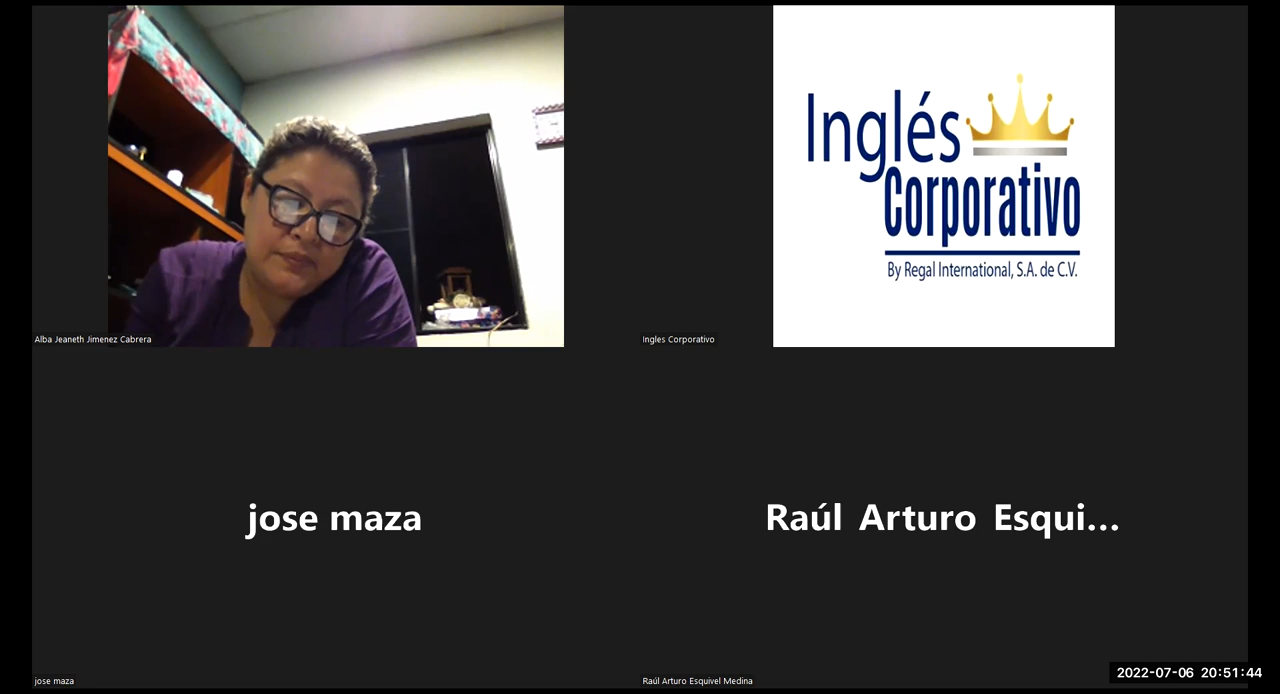 Inglés
Corporativo
By Regal International, S.A. de C.V.
Alba Jeaneth Jimenez Cabrera
Ingles Corporativo
jose maza
Raúl Arturo Esqui...
jose maza
Raúl Arturo Esquivel Medina
2022-07-06 20:51:44